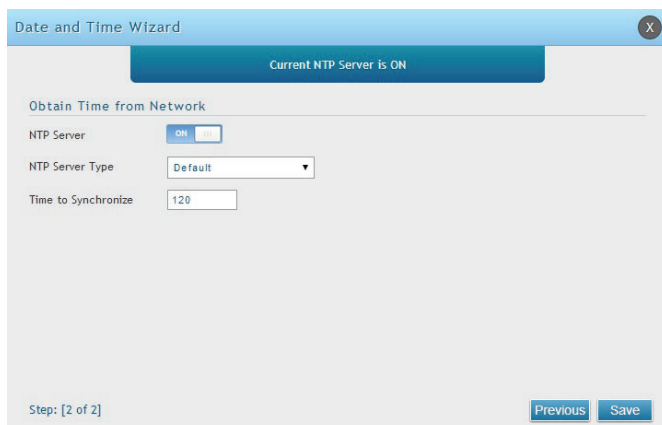 Date and Time Wizard X
Current NTP Server is ON
Obtain Time from Network
NTP Server ON
NTP Server Type Default
Time to Synchronize 120
Step: [2 of 2] Previous Save